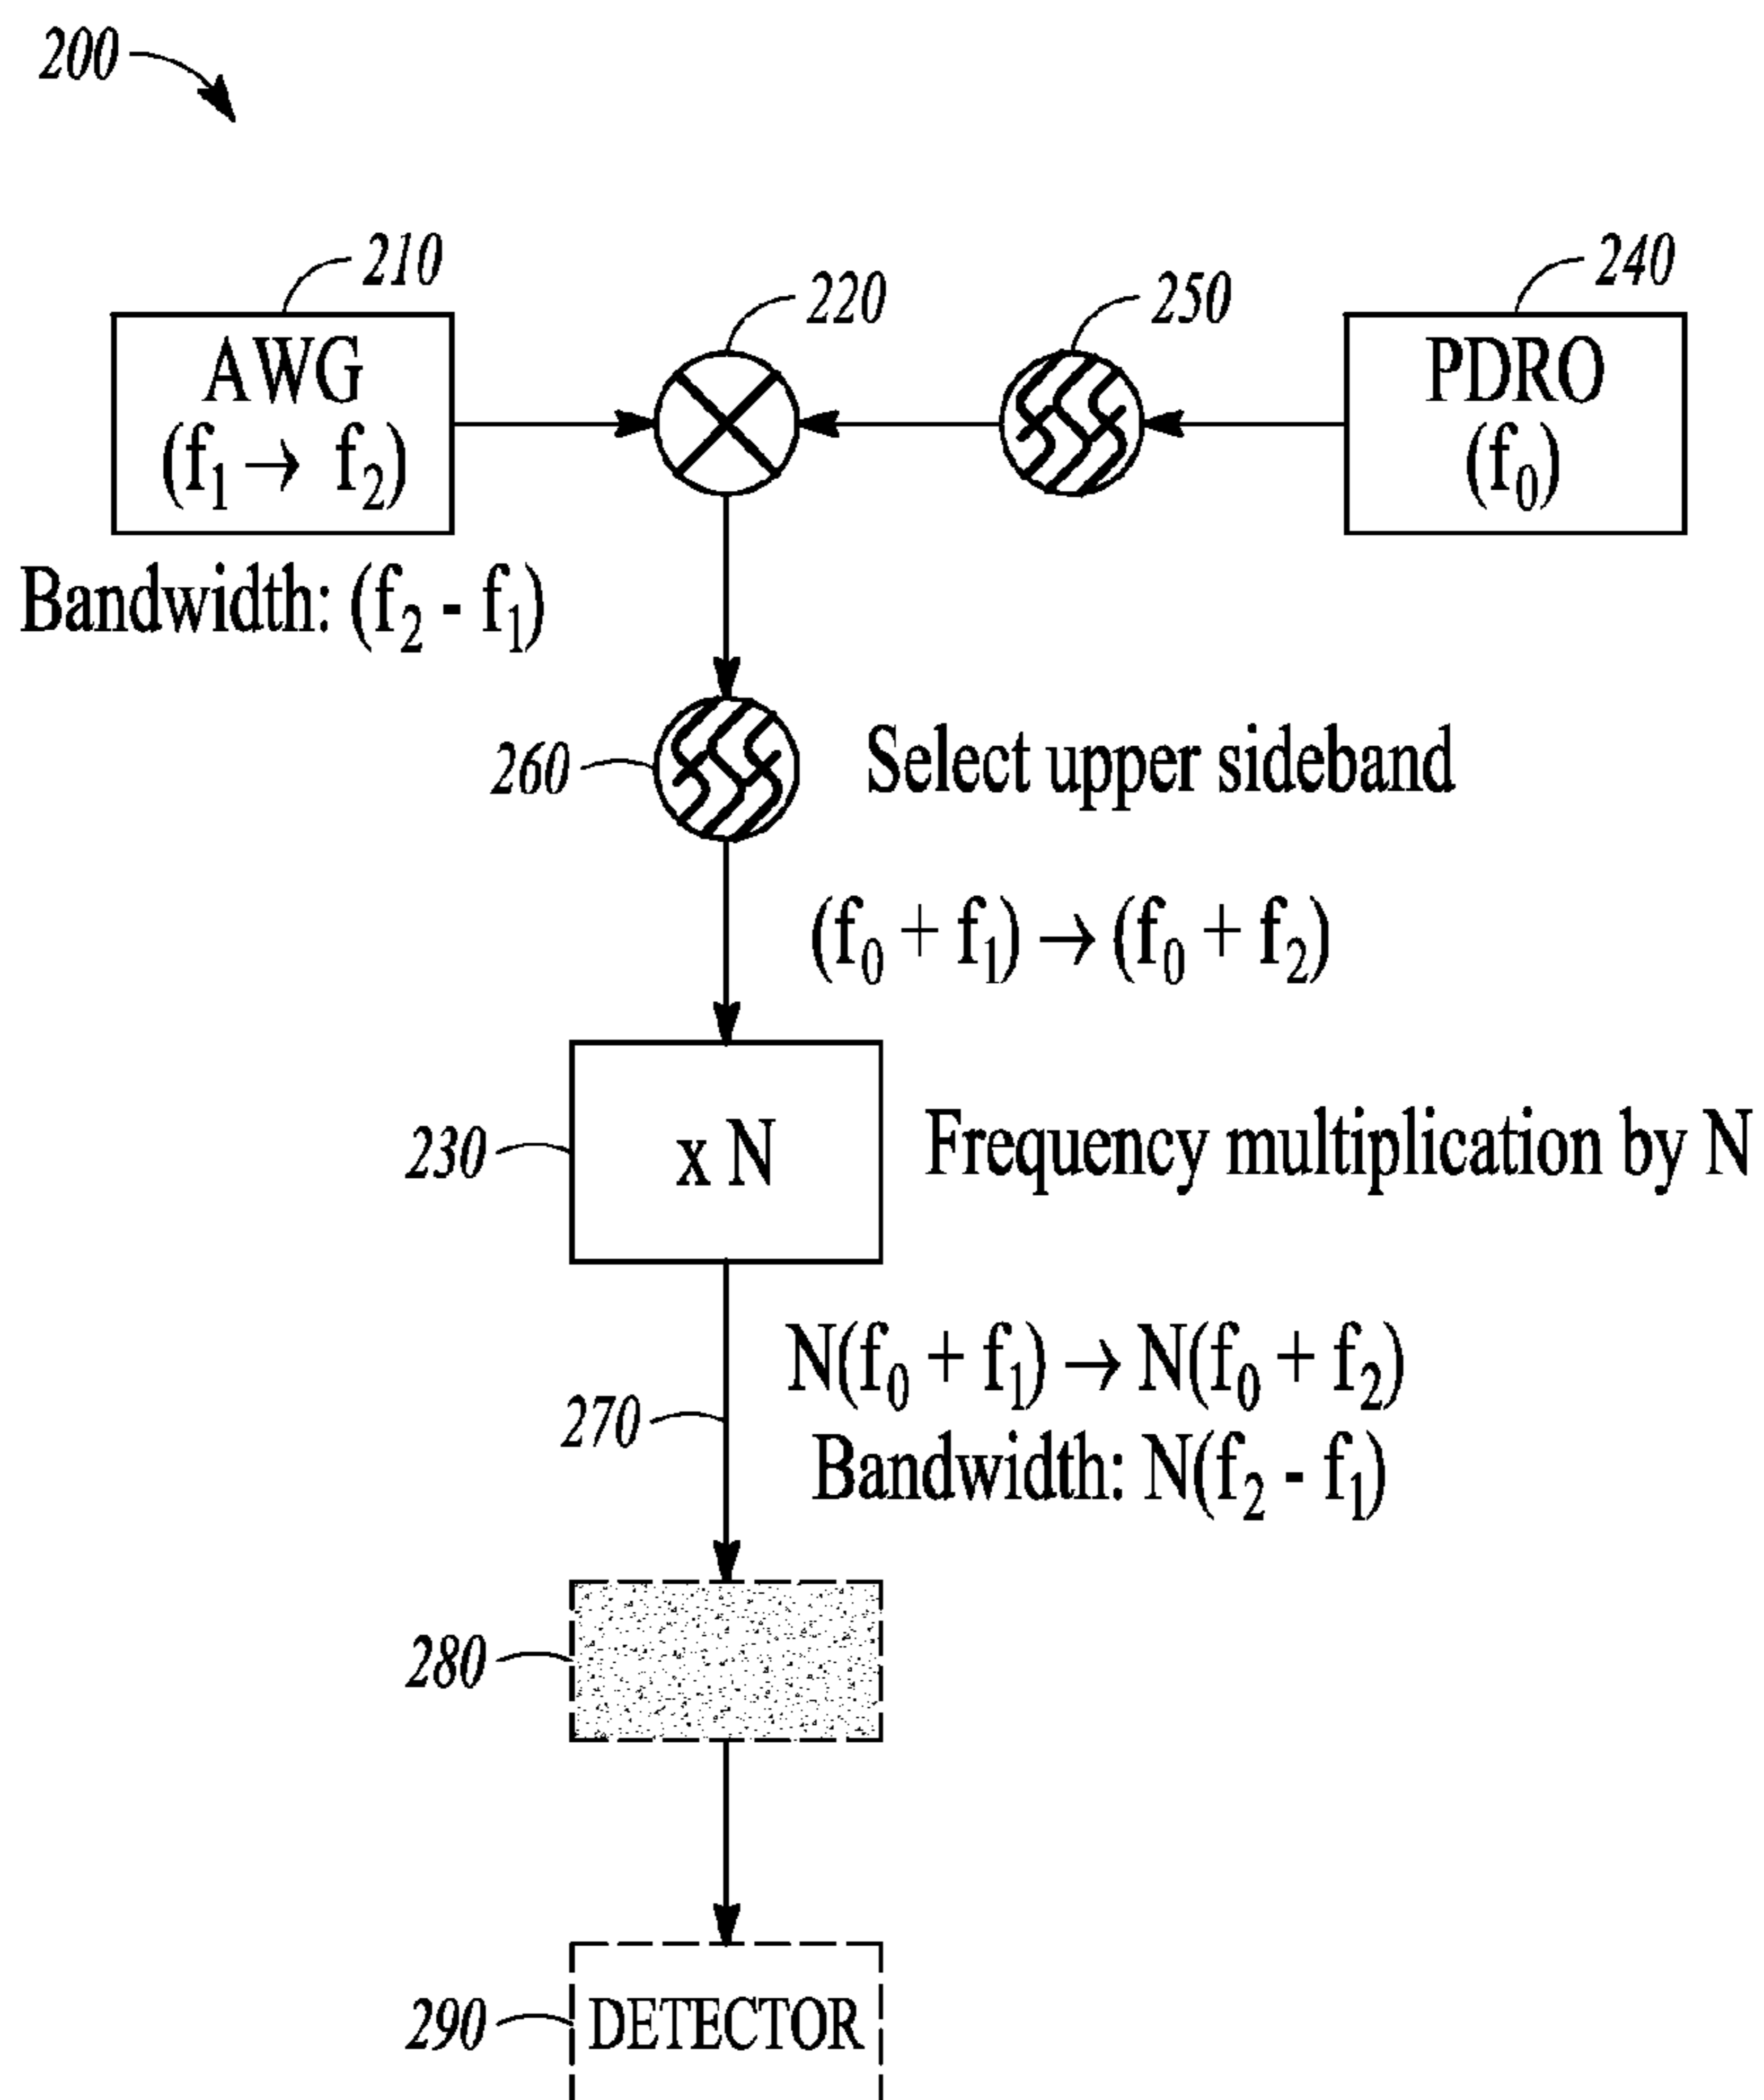 200
210
220
250
240
AWG
(f₁ → f₂)
PDRO
(f₀)
Bandwidth: (f₂ - f₁)
260
Select upper sideband
(f₀ + f₁) → (f₀ + f₂)
230
x N
Frequency multiplication by N
N(f₀ + f₁) → N(f₀ + f₂)
270
Bandwidth: N(f₂ - f₁)
280
290
DETECTOR